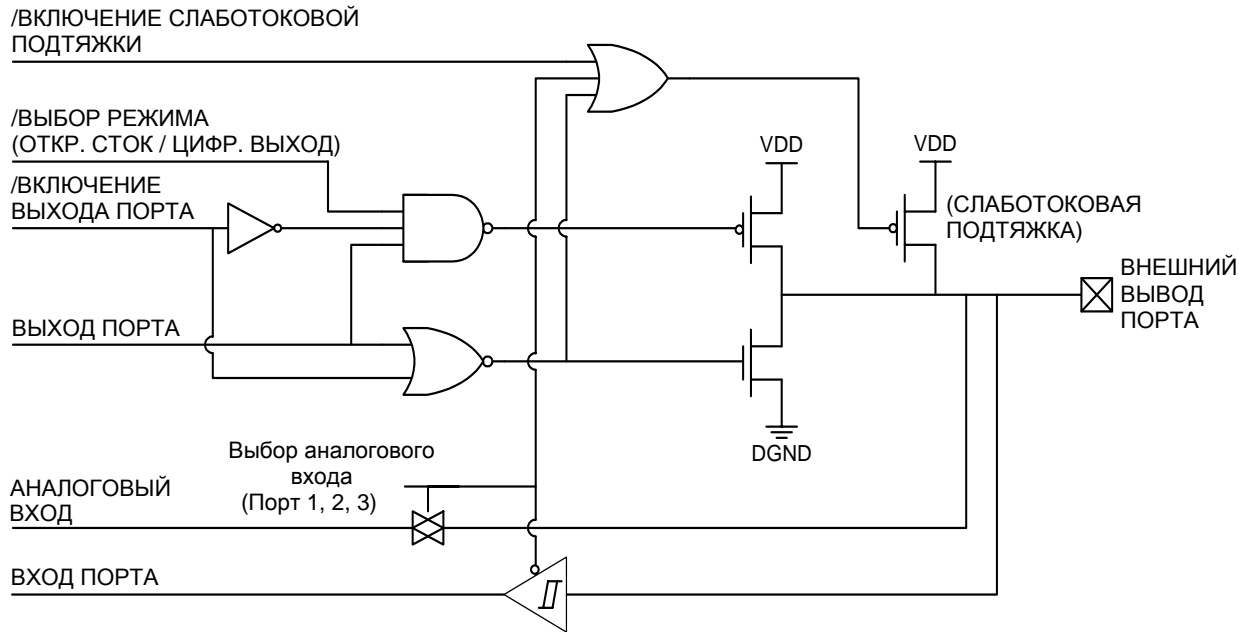 /ВКЛЮЧЕНИЕ СЛАБОТОКОВОЙ
ПОДТЯЖКИ
/ВЫБОР РЕЖИМА
(ОТКР. СТОК / ЦИФР. ВЫХОД)
/ВКЛЮЧЕНИЕ
ВЫХОДА ПОРТА
VDD
VDD
(СЛАБОТОКОВАЯ
ПОДТЯЖКА)
ВНЕШНИЙ
ВЫВОД
ПОРТА
ВЫХОД ПОРТА
DGND
Выбор аналогового
входа
(Порт 1, 2, 3)
АНАЛОГОВЫЙ
ВХОД
ВХОД ПОРТА